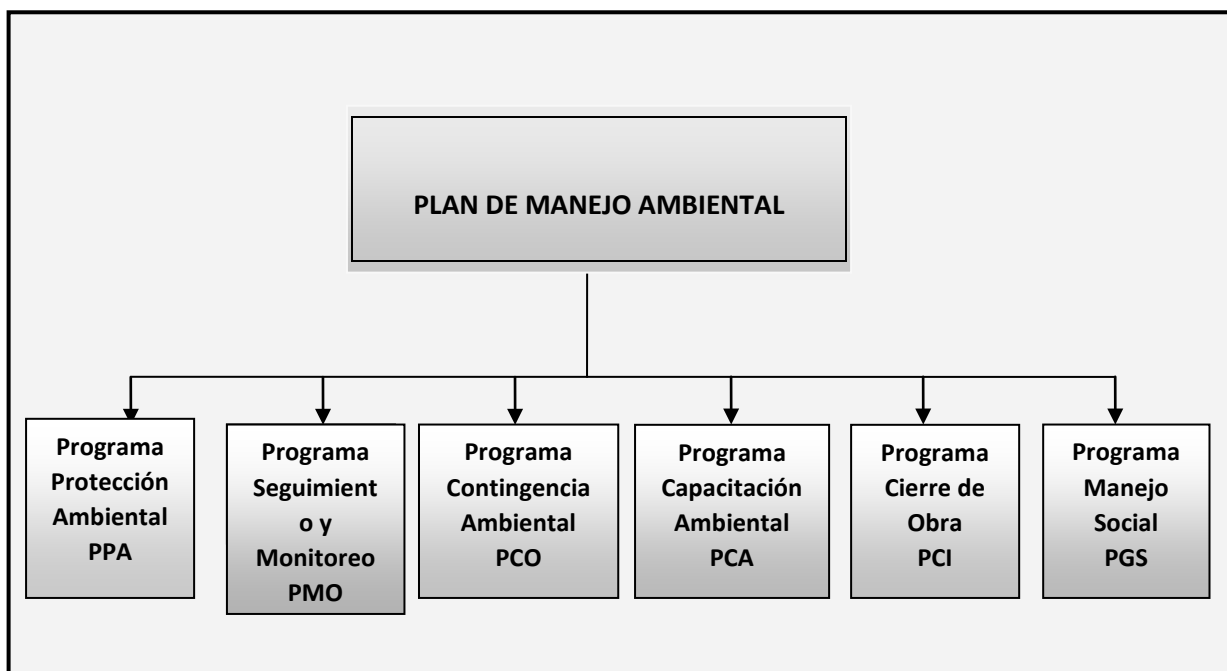 PLAN DE MANEJO AMBIENTAL
Programa
Protección
Ambiental
PPA
Programa
Seguimient
o y
Monitoreo
PMO
Programa
Contingencia
Ambiental
PCO
Programa
Capacitación
Ambiental
PCA
Programa
Cierre de
Obra
PCI
Programa
Manejo
Social
PGS